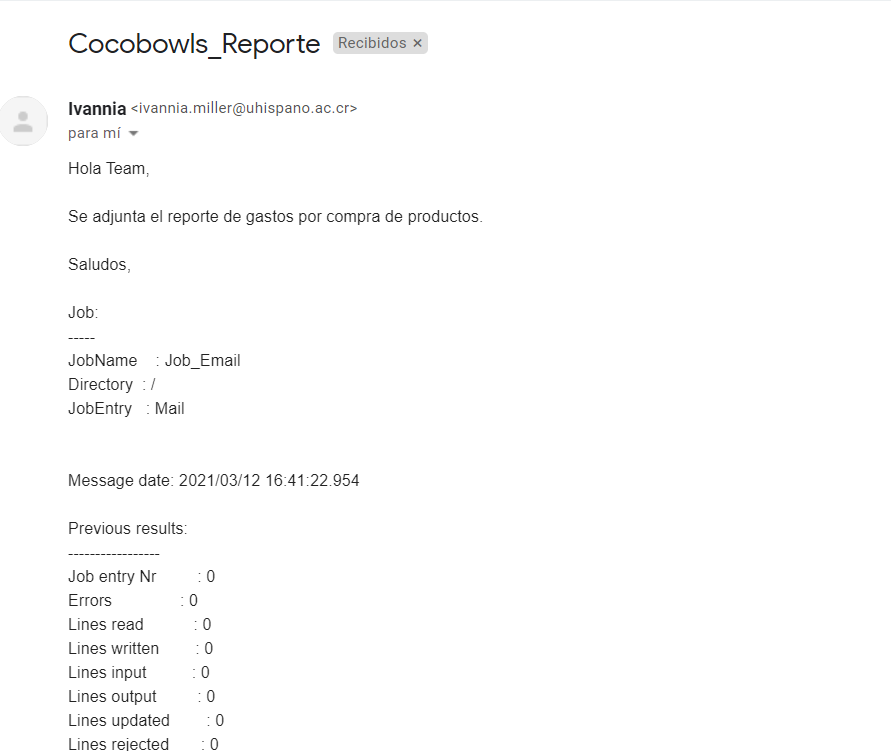 Cocobowls_Reporte Recibidos ×
Ivannia <ivannia.miller@uhispano.ac.cr>
para mí
Hola Team,
Se adjunta el reporte de gastos por compra de productos.
Saludos,
Job:
-----
JobName : Job_Email
Directory : /
JobEntry : Mail
Message date: 2021/03/12 16:41:22.954
Previous results:
-----------------
Job entry Nr : 0
Errors : 0
Lines read : 0
Lines written : 0
Lines input : 0
Lines output : 0
Lines updated : 0
Lines rejected : 0